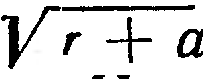 √r + a